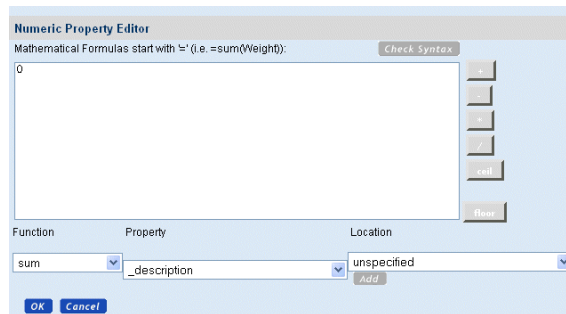 Numeric Property Editor
Mathematical Formulas start with '=' (i.e. =sum(Weight)):
Check Syntax
0
+
-
*
/
ceil
floor
Function
Property
Location
sum
_description
unspecified
Add
OK
Cancel